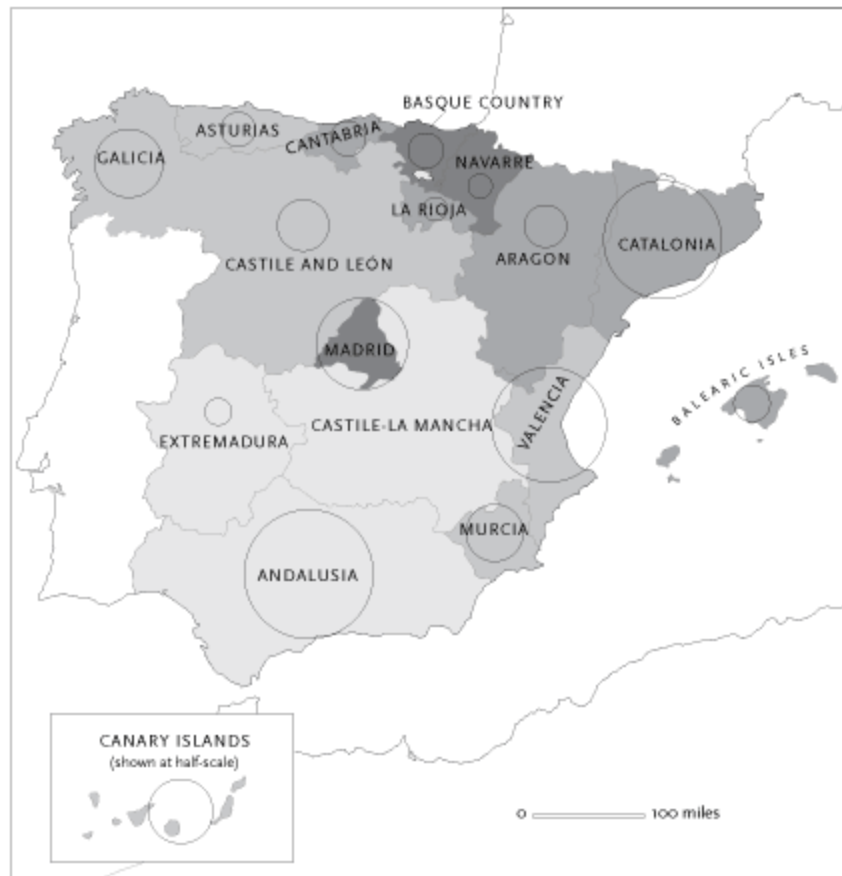 BASQUE COUNTRY
ASTURIAS
CANTABRIA
GALICIA
NAVARRE
LA RIOJA
CASTILE AND LEÓN
ARAGON
CATALONIA
MADRID
BALEARIC ISLES
VALENCIA
CASTILE-LA MANCHA
EXTREMADURA
MURCIA
ANDALUSIA
CANARY ISLANDS
(shown at half-scale)
0 100 miles